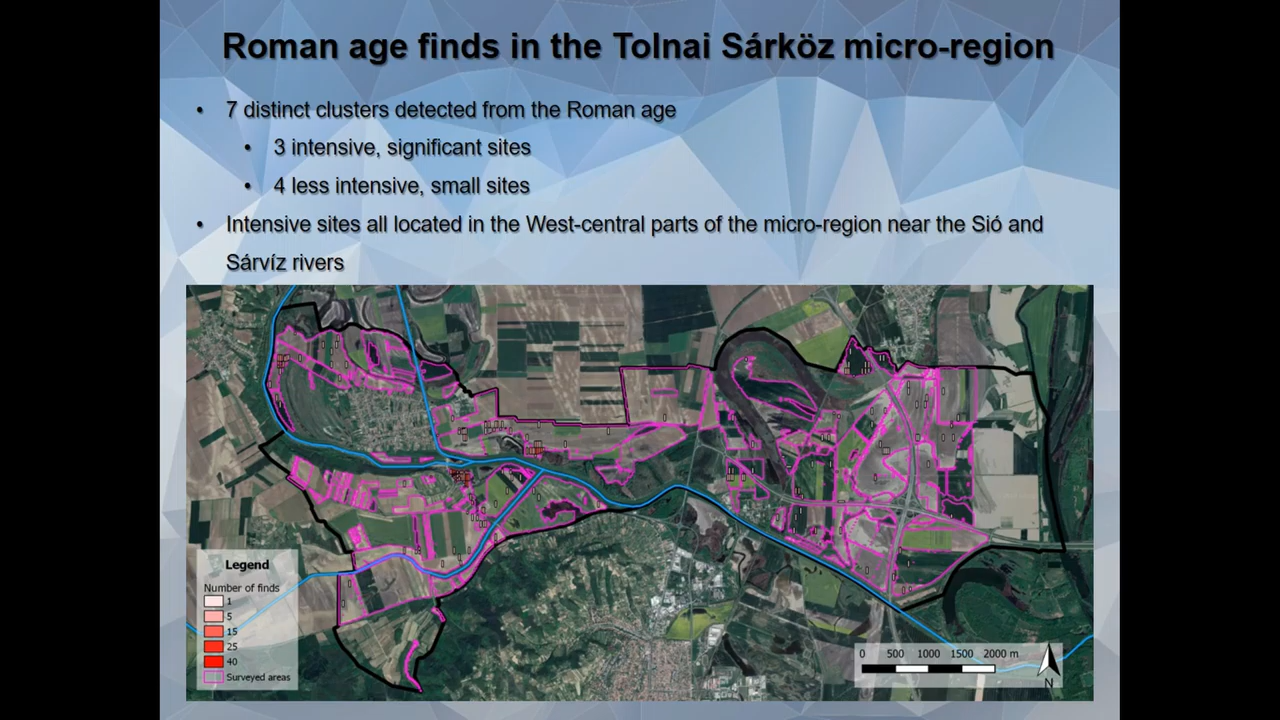 Roman age finds in the Tolnai Sárköz micro-region
• 7 distinct clusters detected from the Roman age
• 3 intensive, significant sites
• 4 less intensive, small sites
• Intensive sites all located in the West-central parts of the micro-region near the Sió and
Sárvíz rivers
Legend
Number of finds
1
5
15
25
40
Surveyed areas
0 500 1000 1500 2000 m
N